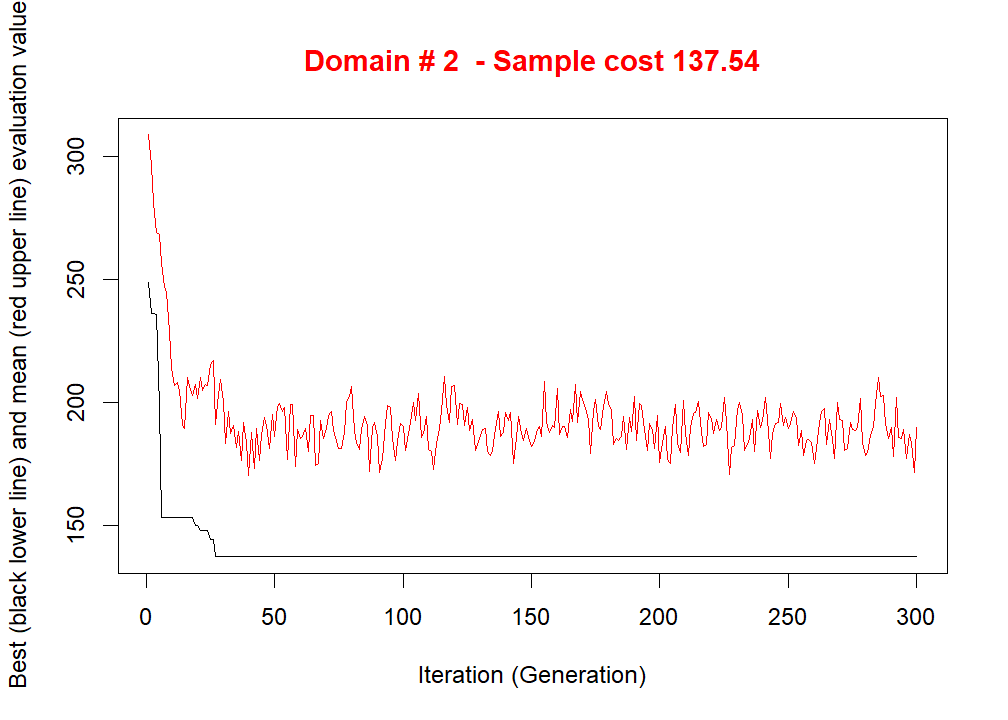 Domain # 2  - Sample cost 137.54
Best (black lower line) and mean (red upper line) evaluation value
300
250
200
150
0 50 100 150 200 250 300
Iteration (Generation)